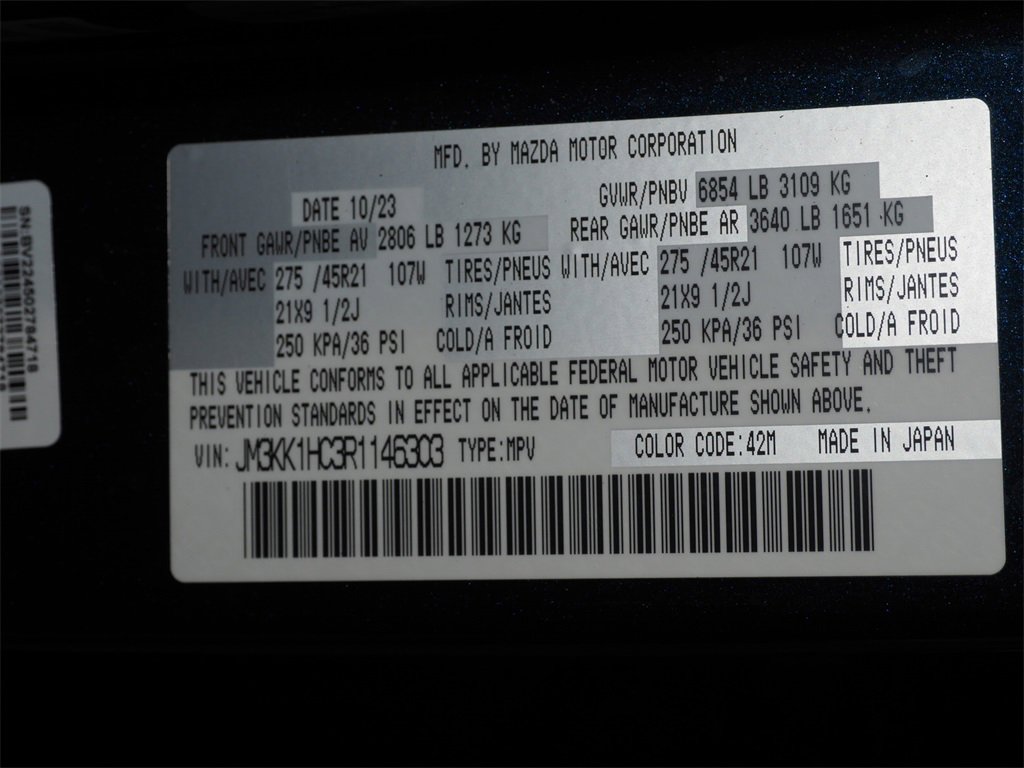 MFD. BY MAZDA MOTOR CORPORATION
DATE 10/23 GVWR/PNBV 6854 LB 3109 KG
FRONT GAWR/PNBE AV 2806 LB 1273 KG REAR GAWR/PNBE AR 3640 LB 1651 KG
WITH/AVEC 275 /45R21 107W TIRES/PNEUS WITH/AVEC 275 /45R21 107W TIRES/PNEUS
21X9 1/2J RIMS/JANTES 21X9 1/2J RIMS/JANTES
250 KPA/36 PSI COLD/A FROID 250 KPA/36 PSI COLD/A FROID
THIS VEHICLE CONFORMS TO ALL APPLICABLE FEDERAL MOTOR VEHICLE SAFETY AND THEFT
PREVENTION STANDARDS IN EFFECT ON THE DATE OF MANUFACTURE SHOWN ABOVE.
VIN: JM3KK1HC3R1146303 TYPE:MPV COLOR CODE:42M MADE IN JAPAN
SN:BV224502784718